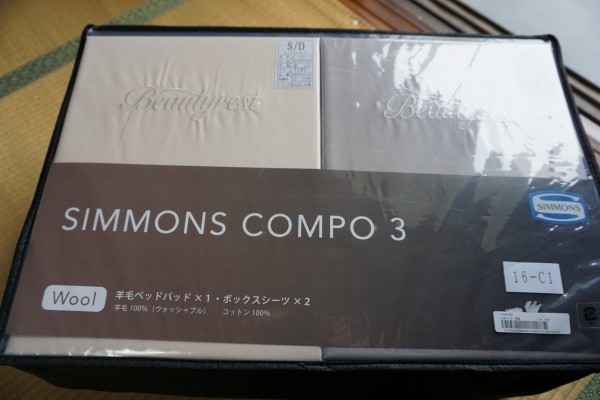 S/D
Beautyrest
Beautyrest
SIMMONS COMPO 3
SIMMONS
16-C1
Wool
羊毛ベッドパッド×1・ボックスシーツ×2
羊毛100%（ウォッシャブル） コットン100%